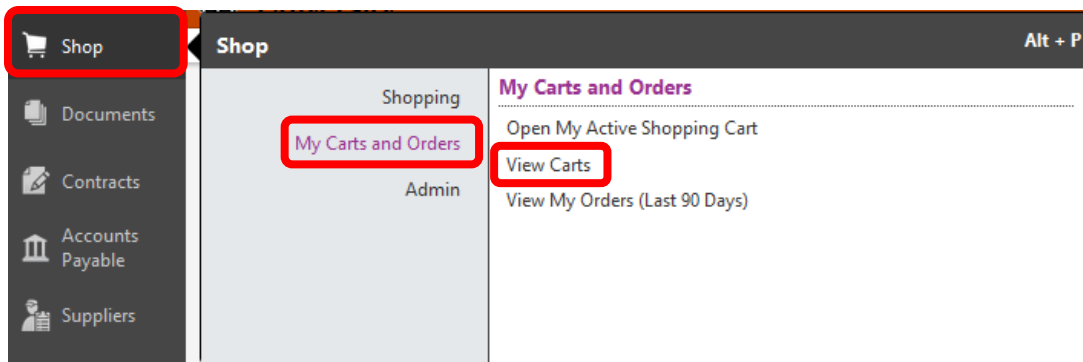 Shop
Documents
Contracts
Accounts
Payable
Suppliers
Shop
Alt + P
Shopping
My Carts and Orders
Admin
My Carts and Orders
Open My Active Shopping Cart
View Carts
View My Orders (Last 90 Days)